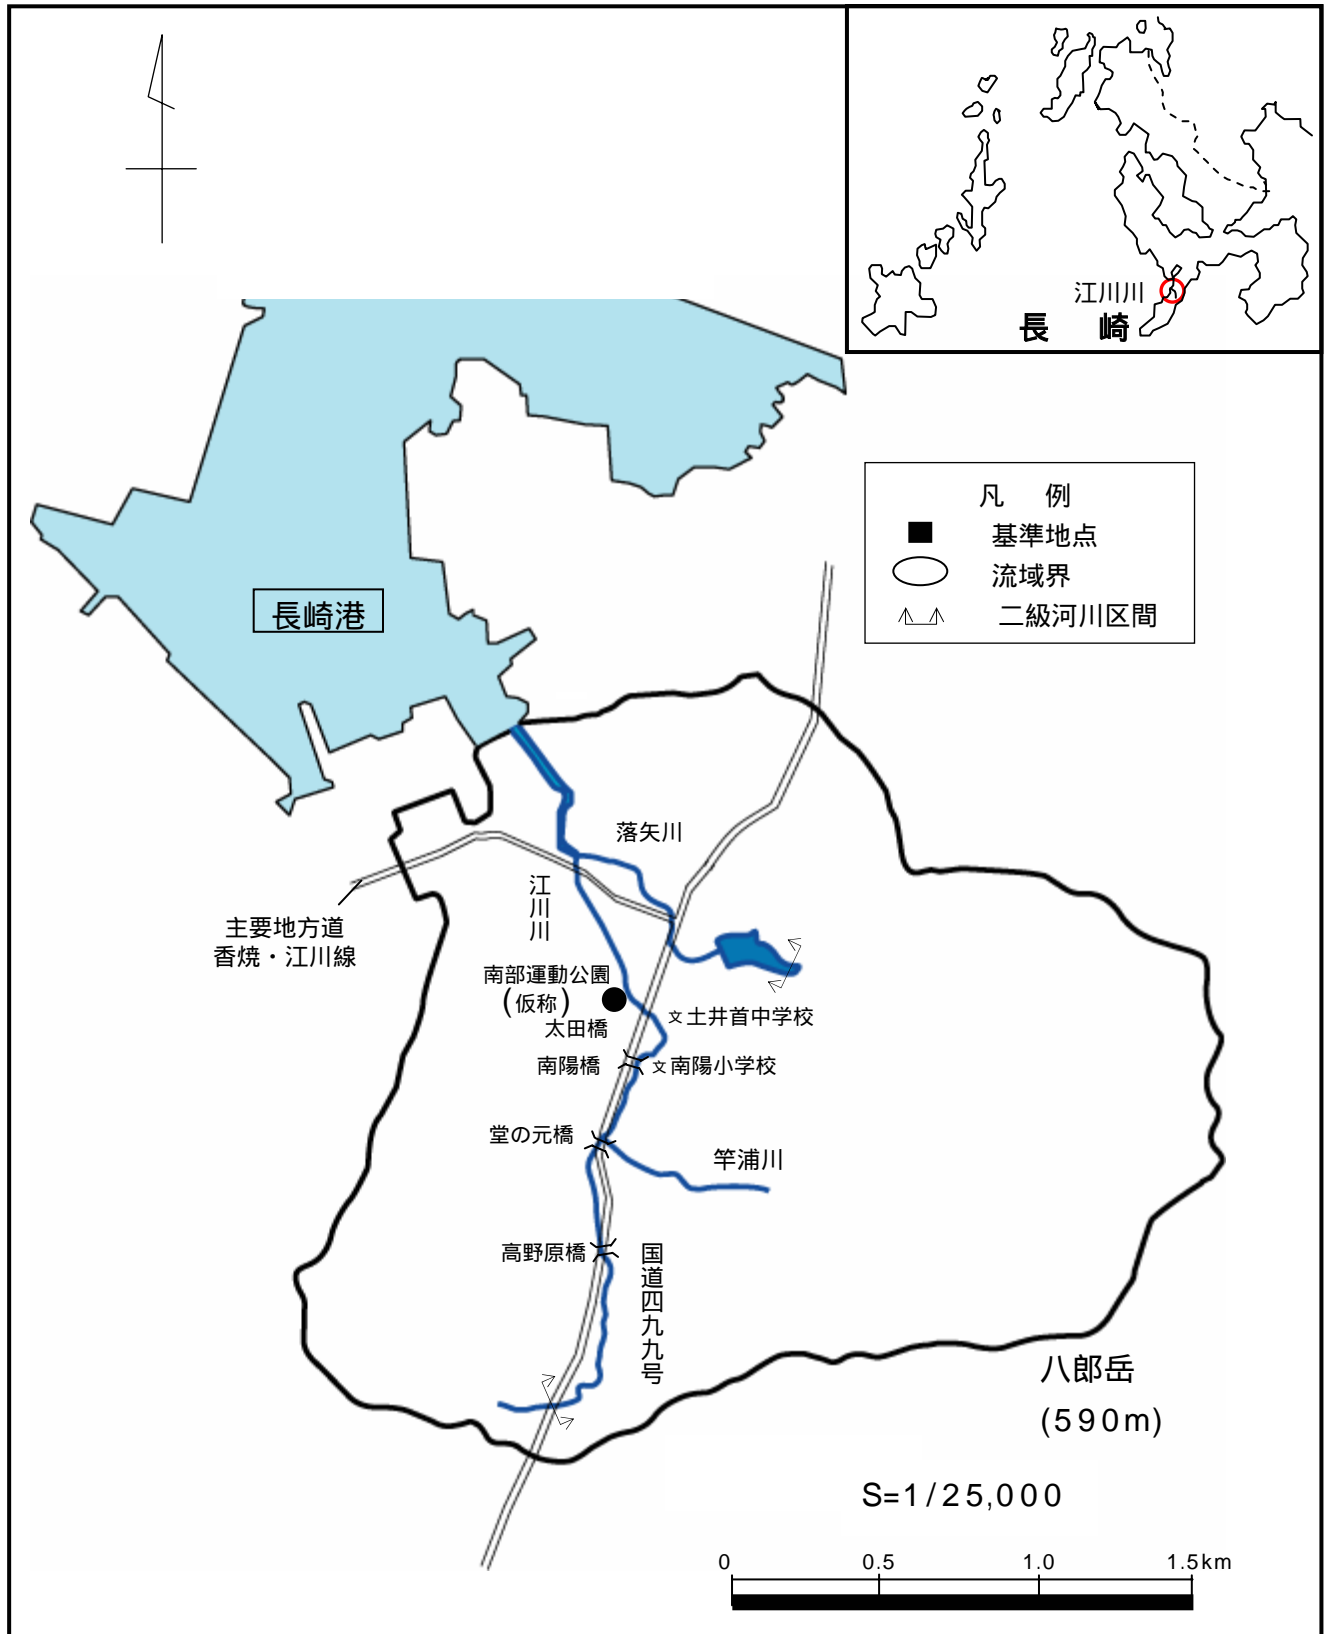 江川川
長 崎
凡 例
基準地点
流域界
二級河川区間
長崎港
落矢川
江川川
主要地方道
香焼・江川線
南部運動公園
(仮称)
太田橋
文土井首中学校
南陽橋
文南陽小学校
堂の元橋
竿浦川
高野原橋
国道四九九号
八郎岳
(590m)
S=1/25,000
0 0.5 1.0 1.5km